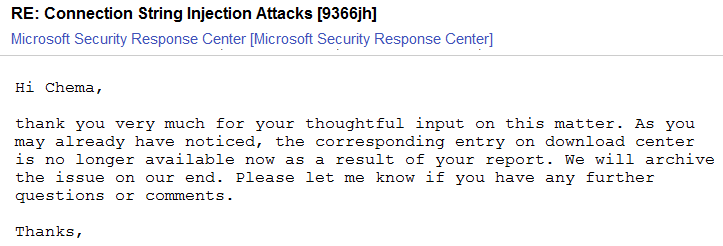 RE: Connection String Injection Attacks [9366jh]
Microsoft Security Response Center [Microsoft Security Response Center]
Hi Chema,
thank you very much for your thoughtful input on this matter. As you
may already have noticed, the corresponding entry on download center
is no longer available now as a result of your report. We will archive
the issue on our end. Please let me know if you have any further
questions or comments.
Thanks,